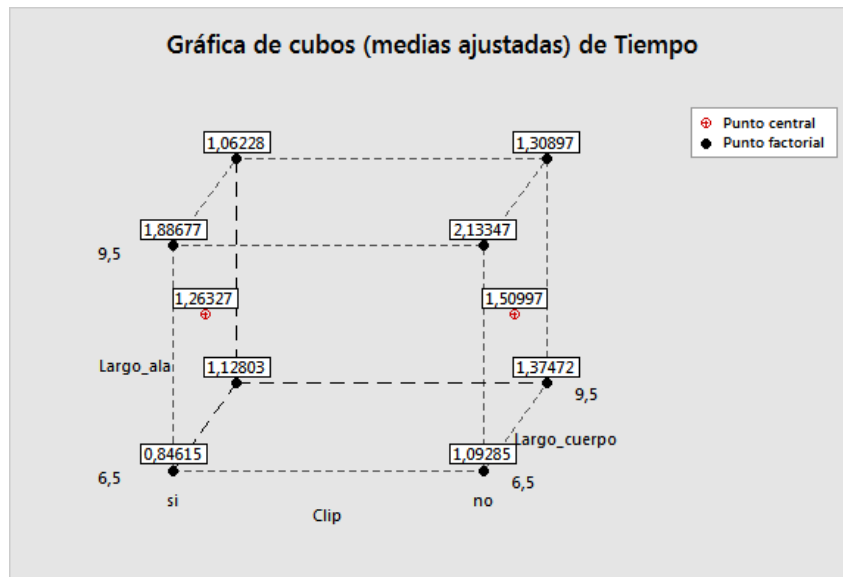 Gráfica de cubos (medias ajustadas) de Tiempo
Punto central
Punto factorial
1,06228
1,30897
1,88677
2,13347
9,5
1,26327
1,50997
Largo_ala
1,12803
1,37472
9,5
Largo_cuerpo
0,84615
1,09285
6,5
6,5
si
no
Clip